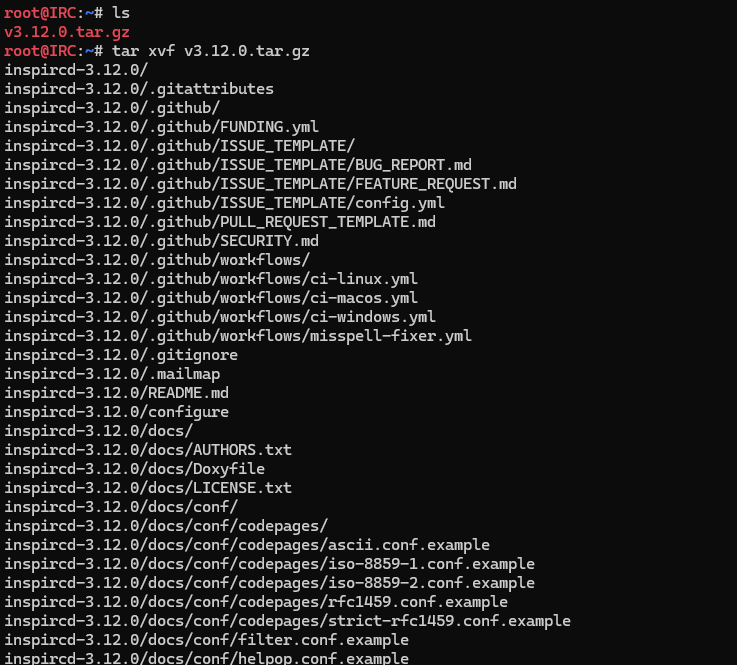 root@IRC:~# ls
v3.12.0.tar.gz
root@IRC:~# tar xvf v3.12.0.tar.gz
inspircd-3.12.0/
inspircd-3.12.0/.gitattributes
inspircd-3.12.0/.github/
inspircd-3.12.0/.github/FUNDING.yml
inspircd-3.12.0/.github/ISSUE_TEMPLATE/
inspircd-3.12.0/.github/ISSUE_TEMPLATE/BUG_REPORT.md
inspircd-3.12.0/.github/ISSUE_TEMPLATE/FEATURE_REQUEST.md
inspircd-3.12.0/.github/ISSUE_TEMPLATE/config.yml
inspircd-3.12.0/.github/PULL_REQUEST_TEMPLATE.md
inspircd-3.12.0/.github/SECURITY.md
inspircd-3.12.0/.github/workflows/
inspircd-3.12.0/.github/workflows/ci-linux.yml
inspircd-3.12.0/.github/workflows/ci-macos.yml
inspircd-3.12.0/.github/workflows/ci-windows.yml
inspircd-3.12.0/.github/workflows/misspell-fixer.yml
inspircd-3.12.0/.gitignore
inspircd-3.12.0/.mailmap
inspircd-3.12.0/README.md
inspircd-3.12.0/configure
inspircd-3.12.0/docs/
inspircd-3.12.0/docs/AUTHORS.txt
inspircd-3.12.0/docs/Doxyfile
inspircd-3.12.0/docs/LICENSE.txt
inspircd-3.12.0/docs/conf/
inspircd-3.12.0/docs/conf/codepages/
inspircd-3.12.0/docs/conf/codepages/ascii.conf.example
inspircd-3.12.0/docs/conf/codepages/iso-8859-1.conf.example
inspircd-3.12.0/docs/conf/codepages/iso-8859-2.conf.example
inspircd-3.12.0/docs/conf/codepages/rfc1459.conf.example
inspircd-3.12.0/docs/conf/codepages/strict-rfc1459.conf.example
inspircd-3.12.0/docs/conf/filter.conf.example
inspircd-3.12.0/docs/conf/helpop.conf.example